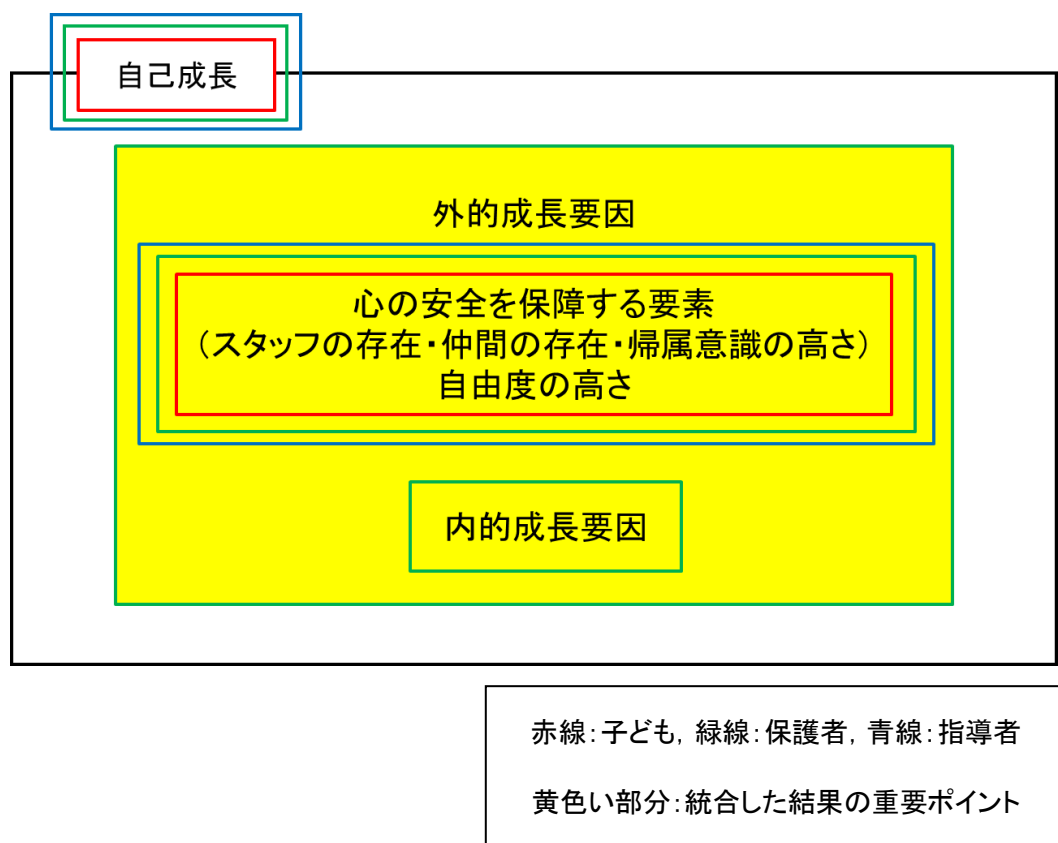 自己成長
外的成長要因
心の安全を保障する要素
(スタッフの存在・仲間の存在・帰属意識の高さ)
自由度の高さ
内的成長要因
赤線:子ども, 緑線:保護者, 青線:指導者
黄色い部分:統合した結果の重要ポイント